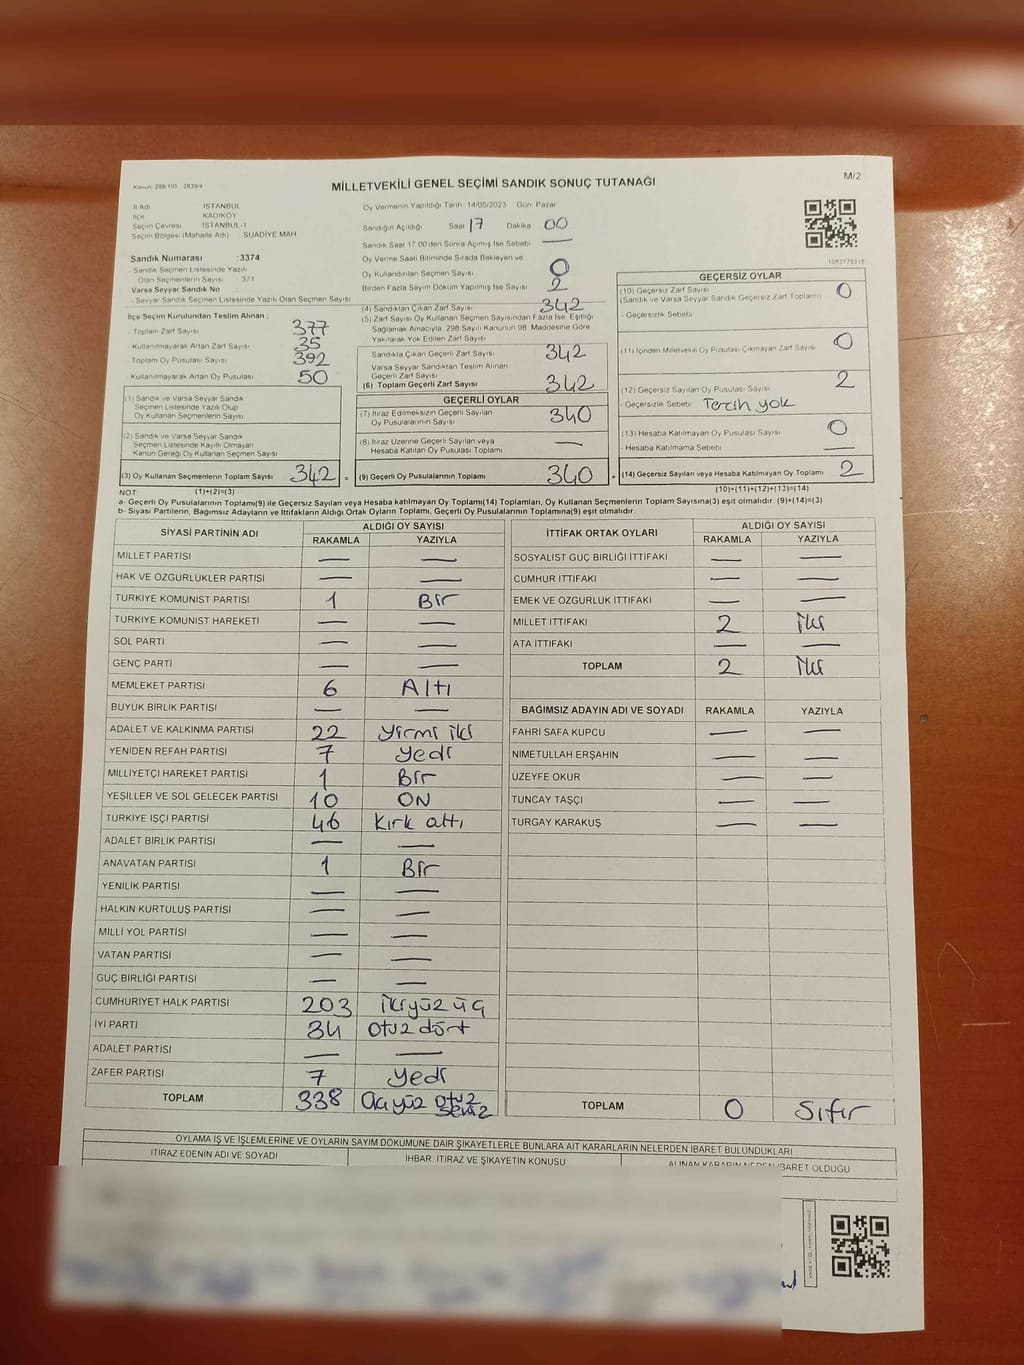 Kanun: 298/105 2839/4
MİLLETVEKİLİ GENEL SEÇİMİ SANDIK SONUÇ TUTANAĞI
M/2
İli Adı İSTANBUL
İlçe KADIKÖY
Seçim Çevresi İSTANBUL-1
Seçim Bölgesi (Mahalle Adı) SUADİYE MAH
Sandık Numarası :3374
- Sandık Seçmen Listesinde Yazılı
Olan Seçmenlerin Sayısı 371
Varsa Seyyar Sandık No
- Seyyar Sandık Seçmen Listesinde Yazılı Olan Seçmen Sayısı
İlçe Seçim Kurulundan Teslim Alınan ;
- Toplam Zarf Sayısı 377
- Kullanılmayarak Artan Zarf Sayısı 35
Toplam Oy Pusulası Sayısı 392
- Kullanılmayarak Artan Oy Pusulası 50
(1) Sandık ve Varsa Seyyar Sandık
Seçmen Listesinde Yazılı Olup
Oy Kullanan Seçmenlerin Sayısı
(2) Sandık ve Varsa Seyyar Sandık
Seçmen Listesinde Kayıtlı Olmayan
Kanun Gereği Oy Kullanan Seçmen Sayısı
(3) Oy Kullanan Seçmenlerin Toplam Sayısı 342 =
Oy Vermenin Yapıldığı Tarih : 14/05/2023 Gün Pazar
Sandığın Açıldığı Saat 17 Dakika 00
Sandık Saat 17:00'den Sonra Açılmış İse Sebebi —
Oy Verme Saati Bitiminde Sırada Bekleyen ve
Oy Kullandırılan Seçmen Sayısı 0
Birden Fazla Sayım Döküm Yapılmış İse Sayısı 2
(4) Sandıktan Çıkan Zarf Sayısı 342
(5) Zarf Sayısı Oy Kullanan Seçmen Sayısından Fazla İse, Eşitliği
Sağlamak Amacıyla, 298 Sayılı Kanunun 98. Maddesine Göre
Yakılarak Yok Edilen Zarf Sayısı
Sandıkta Çıkan Geçerli Zarf Sayısı 342
Varsa Seyyar Sandıktan Teslim Alınan
Geçerli Zarf Sayısı
(6) Toplam Geçerli Zarf Sayısı 342
GEÇERLİ OYLAR
(7) İtiraz Edilmeksizin Geçerli Sayılan
Oy Pusulalarının Sayısı 340
(8) İtiraz Üzerine Geçerli Sayılan veya
Hesaba Katılan Oy Pusulası Toplamı —
(9) Geçerli Oy Pusulalarının Toplamı 340
1093775315
GEÇERSİZ OYLAR
(10) Geçersiz Zarf Sayısı 0
(Sandık ve Varsa Seyyar Sandık Geçersiz Zarf Toplamı)
- Geçersizlik Sebebi
(11) İçinden Milletvekili Oy Pusulası Çıkmayan Zarf Sayısı 0
(12) Geçersiz Sayılan Oy Pusulası Sayısı 2
- Geçersizlik Sebebi Tercih yok
(13) Hesaba Katılmayan Oy Pusulası Sayısı 0
- Hesaba Katılmama Sebebi —
(14) Geçersiz Sayılan veya Hesaba Katılmayan Oy Toplamı 2
NOT (1)+(2)=(3)
(10)+(11)+(12)+(13)=(14)
a- Geçerli Oy Pusulalarının Toplamı(9) ile Geçersiz Sayılan veya Hesaba katılmayan Oy Toplamı(14) Toplamları, Oy Kullanan Seçmenlerin Toplam Sayısına(3) eşit olmalıdır. (9)+(14)=(3)
b- Siyasi Partilerin, Bağımsız Adayların ve İttifakların Aldığı Ortak Oyların Toplamı, Geçerli Oy Pusulalarının Toplamına(9) eşit olmalıdır.
SİYASİ PARTİNİN ADI ALDIĞI OY SAYISI
RAKAMLA YAZIYLA
MİLLET PARTİSİ — —
HAK VE ÖZGÜRLÜKLER PARTİSİ — —
TÜRKİYE KOMÜNİST PARTİSİ 1 Bir
TÜRKİYE KOMÜNİST HAREKETİ — —
SOL PARTİ — —
GENÇ PARTİ — —
MEMLEKET PARTİSİ 6 Altı
BÜYÜK BİRLİK PARTİSİ — —
ADALET VE KALKINMA PARTİSİ 22 Yirmi iki
YENİDEN REFAH PARTİSİ 7 Yedi
MİLLİYETÇİ HAREKET PARTİSİ 1 Bir
YEŞİLLER VE SOL GELECEK PARTİSİ 10 ON
TÜRKİYE İŞÇİ PARTİSİ 46 Kırk altı
ADALET BİRLİK PARTİSİ — —
ANAVATAN PARTİSİ 1 Bir
YENİLİK PARTİSİ — —
HALKIN KURTULUŞ PARTİSİ — —
MİLLİ YOL PARTİSİ — —
VATAN PARTİSİ — —
GÜÇ BİRLİĞİ PARTİSİ — —
CUMHURİYET HALK PARTİSİ 203 İkiyüz üç
İYİ PARTİ 34 otuz dört
ADALET PARTİSİ — —
ZAFER PARTİSİ 7 Yedi
TOPLAM 338 Üçyüz otuz sekiz
İTTİFAK ORTAK OYLARI ALDIĞI OY SAYISI
RAKAMLA YAZIYLA
SOSYALİST GÜÇ BİRLİĞİ İTTİFAKI — —
CUMHUR İTTİFAKI — —
EMEK VE ÖZGÜRLÜK İTTİFAKI — —
MİLLET İTTİFAKI 2 İki
ATA İTTİFAKI — —
TOPLAM 2 İki
BAĞIMSIZ ADAYIN ADI VE SOYADI RAKAMLA YAZIYLA
FAHRİ SAFA KUPCU — —
NİMETULLAH ERŞAHİN — —
UZEYFE OKUR — —
TUNCAY TAŞÇI — —
TURGAY KARAKUŞ — —
TOPLAM 0 Sıfır
OYLAMA İŞ VE İŞLEMLERİNE VE OYLARIN SAYIM DÖKÜMÜNE DAİR ŞİKAYETLERLE BUNLARA AİT KARARLARIN NELERDEN İBARET BULUNDUKLARI
İTİRAZ EDENİN ADI VE SOYADI İHBAR, İTİRAZ VE ŞİKAYETİN KONUSU ALINAN KARARIN NEDEN İBARET OLDUĞU